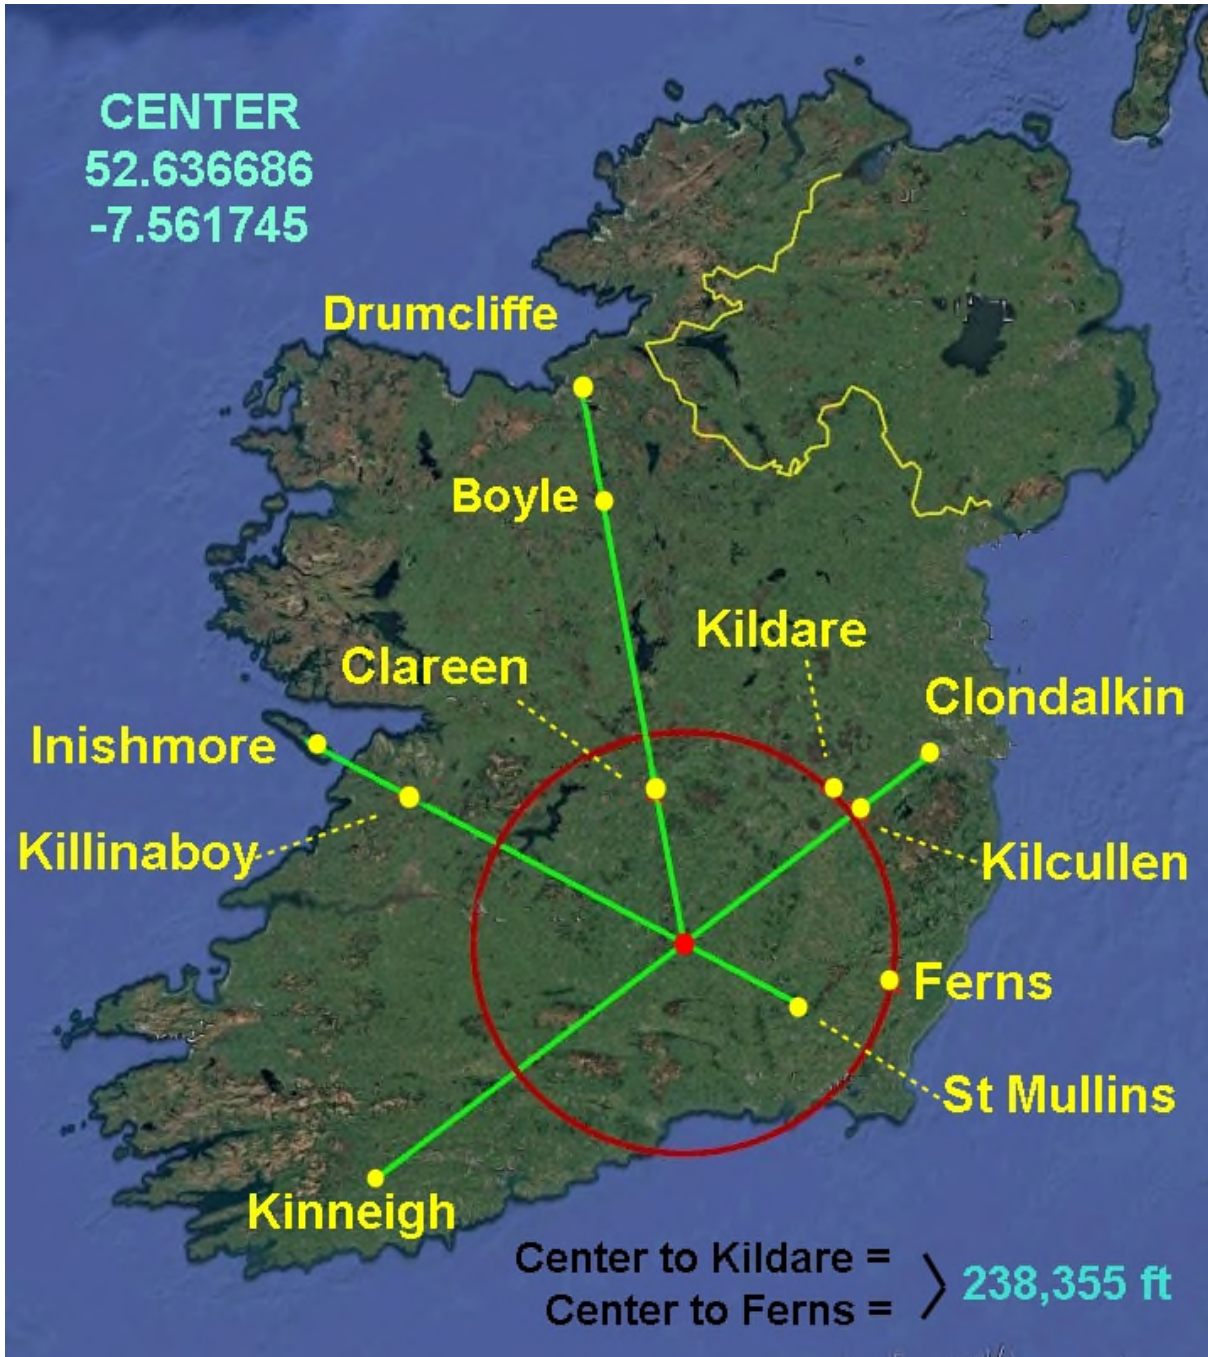 CENTER
52.636686
-7.561745
Drumcliffe
Boyle
Kildare
Clareen
Clondalkin
Inishmore
Killinaboy
Kilcullen
Ferns
St Mullins
Kinneigh
Center to Kildare =
Center to Ferns =
238,355 ft